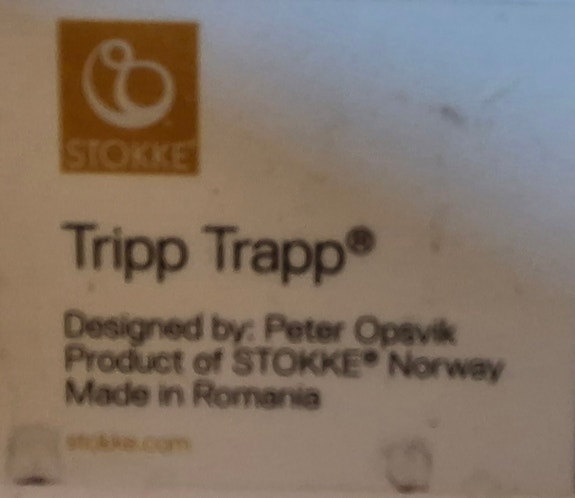 STOKKE
Tripp Trapp®
Designed by: Peter Opsvik
Product of STOKKE® Norway
Made in Romania
stokke.com